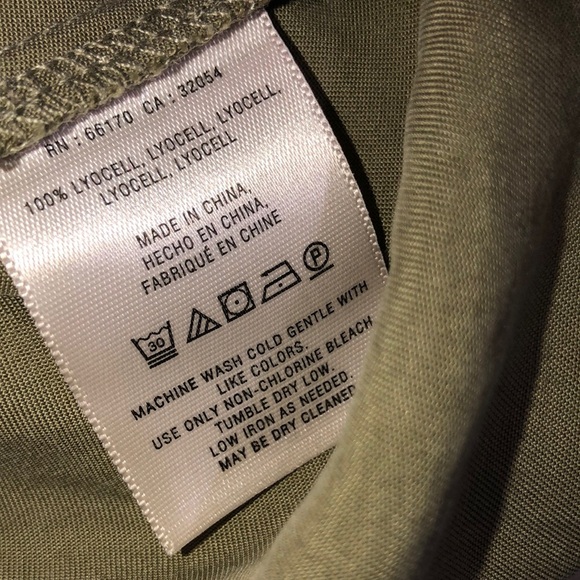 RN : 66170 CA : 32054
100% LYOCELL, LYOCELL, LYOCELL,
LYOCELL, LYOCELL
MADE IN CHINA,
HECHO EN CHINA,
FABRIQUÉ EN CHINE
30 P
MACHINE WASH COLD GENTLE WITH
LIKE COLORS.
USE ONLY NON-CHLORINE BLEACH
TUMBLE DRY LOW.
LOW IRON AS NEEDED.
MAY BE DRY CLEANED